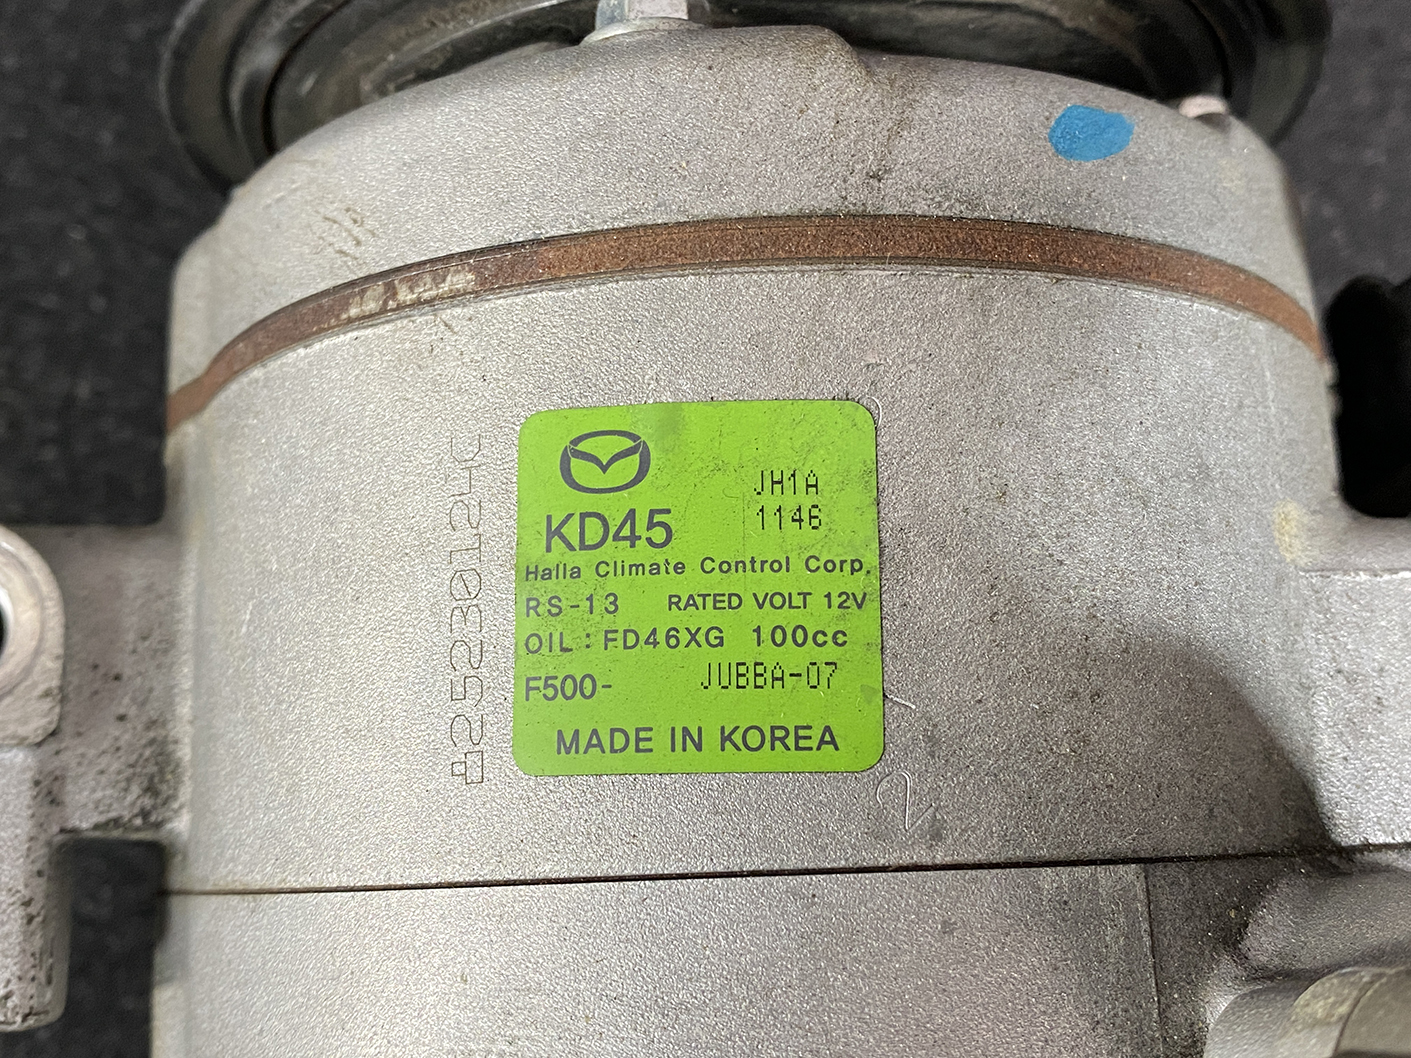 KD45
JH1A
1146
Halla Climate Control Corp.
RS-13 RATED VOLT 12V
OIL: FD46XG 100cc
F500- JUBBA-07
MADE IN KOREA
2